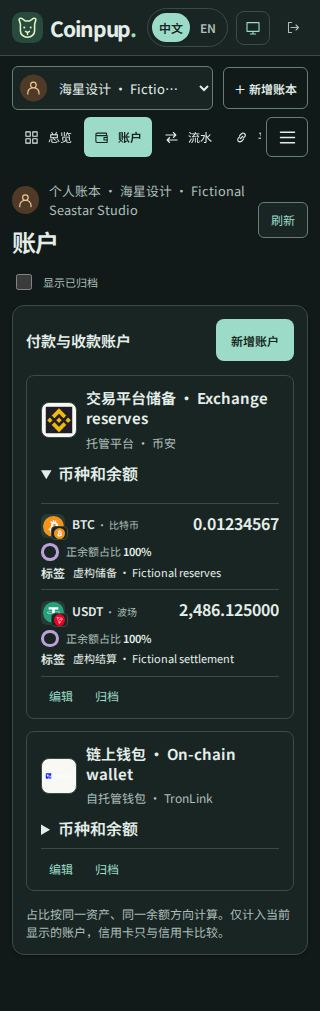 Coinpup.
中文
EN
海星设计 · Fictio···
+ 新增账本
总览
账户
流水
个人账本 · 海星设计 · Fictional
Seastar Studio
账户
刷新
显示已归档
付款与收款账户
新增账户
交易平台储备 · Exchange
reserves
托管平台 · 币安
▼ 币种和余额
BTC · 比特币
0.01234567
正余额占比 100%
标签 虚构储备 · Fictional reserves
USDT · 波场
2,486.125000
正余额占比 100%
标签 虚构结算 · Fictional settlement
编辑 归档
链上钱包 · On-chain
wallet
自托管钱包 · TronLink
▶ 币种和余额
编辑 归档
占比按同一资产、同一余额方向计算。仅计入当前
显示的账户，信用卡只与信用卡比较。